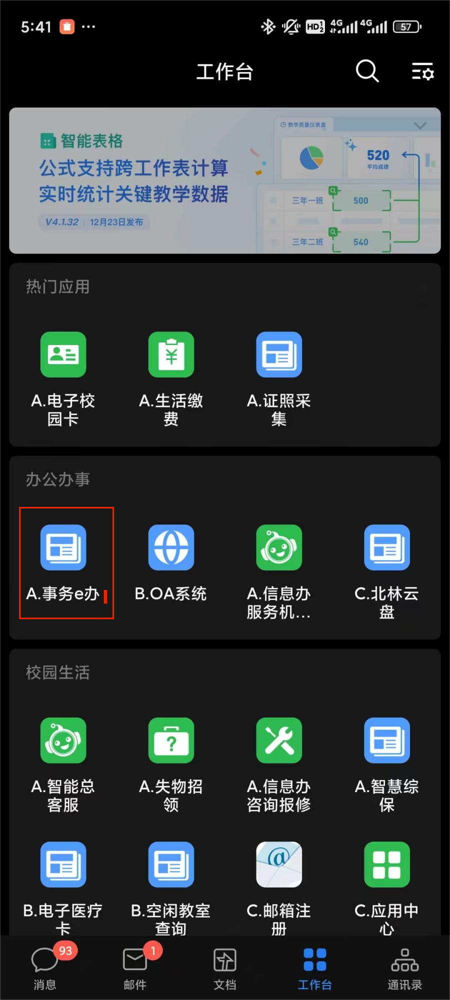 5:41
HD 1 2 4G 4G 57
工作台
智能表格
公式支持跨工作表计算
实时统计关键教学数据
V4.1.32 | 12月23日发布
教学质量仪表盘
520
平均成绩
三年一班 500
三年二班 540
热门应用
A.电子校
园卡
A.生活缴
费
A.证照采
集
办公办事
A.事务e办
B.OA系统
A.信息办
服务机...
C.北林云
盘
校园生活
A.智能总
客服
A.失物招
领
A.信息办
咨询报修
A.智慧综
保
B.电子医疗
卡
B.空闲教室
查询
C.邮箱注
册
C.应用中
心
93
消息
1
邮件
文档
工作台
通讯录